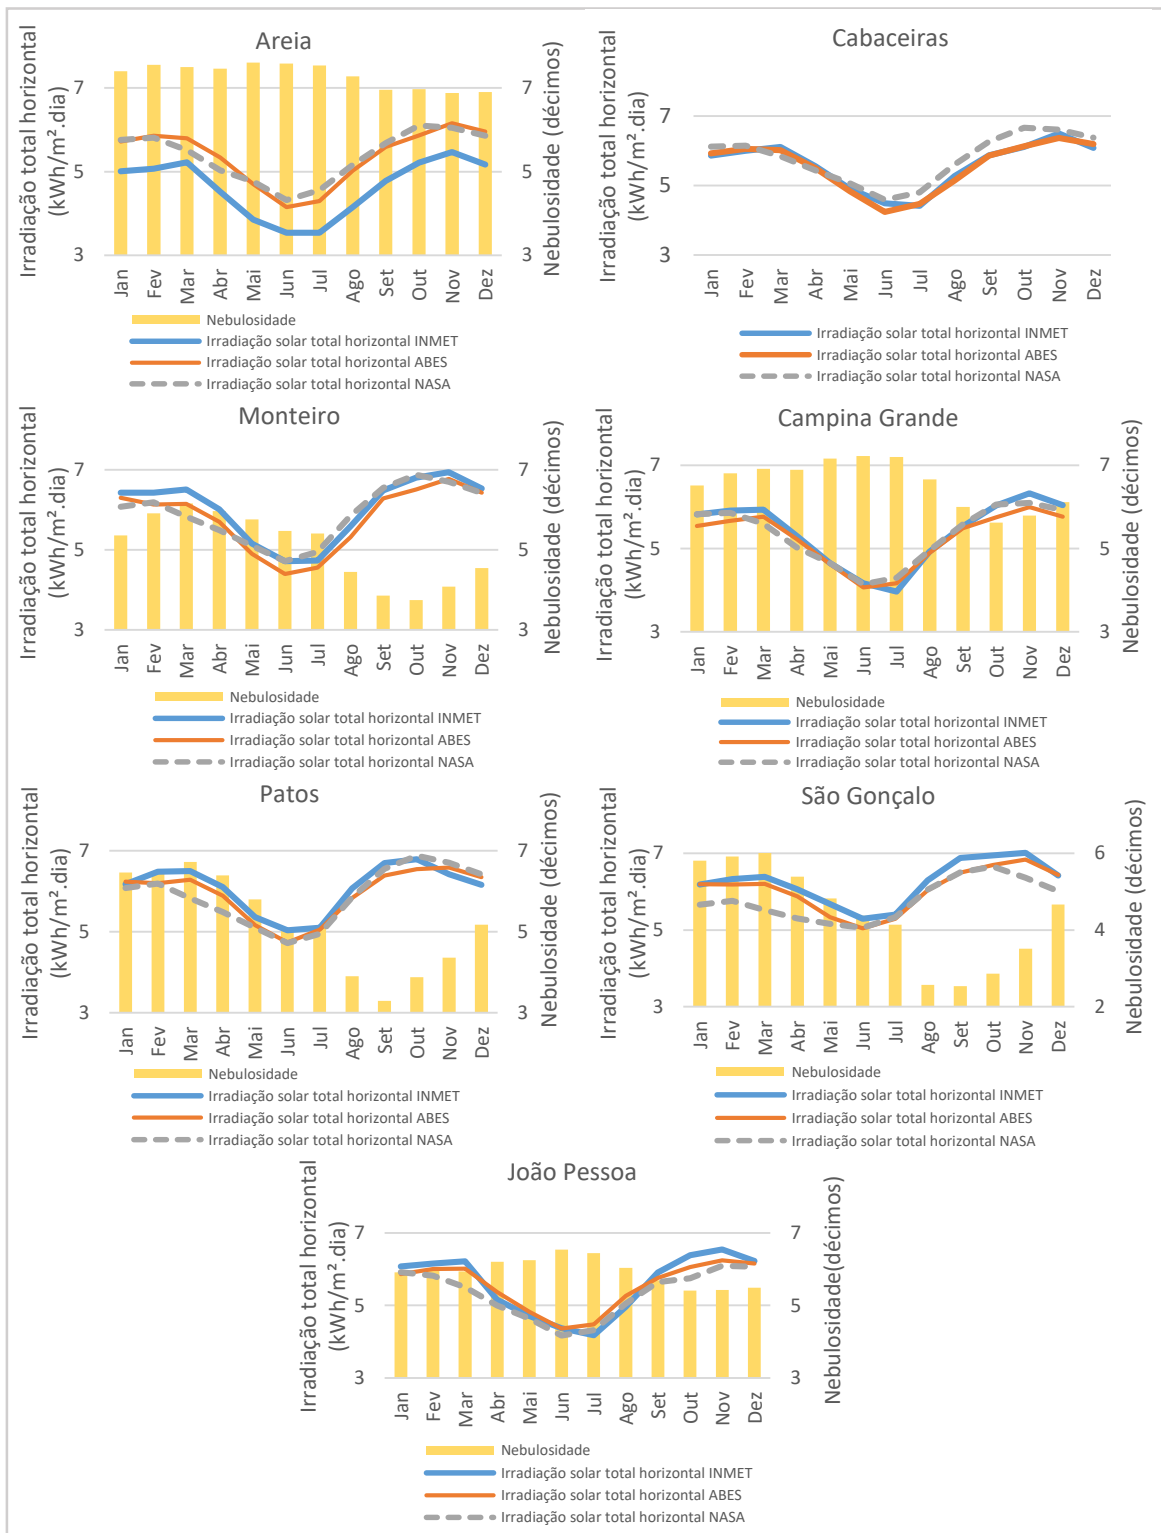 Areia
Irradiação total horizontal
(kWh/m².dia)
7
5
3
7
5
3
Nebulosidade (décimos)
Jan Fev Mar Abr Mai Jun Jul Ago Set Out Nov Dez
Nebulosidade
Irradiação solar total horizontal INMET
Irradiação solar total horizontal ABES
Irradiação solar total horizontal NASA
Cabaceiras
Irradiação total horizontal
(kWh/m².dia)
7
5
3
Jan Fev Mar Abr Mai Jun Jul Ago Set Out Nov Dez
Irradiação solar total horizontal INMET
Irradiação solar total horizontal ABES
Irradiação solar total horizontal NASA
Monteiro
Irradiação total horizontal
(kWh/m².dia)
7
5
3
7
5
3
Nebulosidade (décimos)
Jan Fev Mar Abr Mai Jun Jul Ago Set Out Nov Dez
Nebulosidade
Irradiação solar total horizontal INMET
Irradiação solar total horizontal ABES
Irradiação solar total horizontal NASA
Campina Grande
Irradiação total horizontal
(kWh/m².dia)
7
5
3
7
5
3
Nebulosidade (décimos)
Jan Fev Mar Abr Mai Jun Jul Ago Set Out Nov Dez
Nebulosidade
Irradiação solar total horizontal INMET
Irradiação solar total horizontal ABES
Irradiação solar total horizontal NASA
Patos
Irradiação total horizontal
(kWh/m².dia)
7
5
3
7
5
3
Nebulosidade (décimos)
Jan Fev Mar Abr Mai Jun Jul Ago Set Out Nov Dez
Nebulosidade
Irradiação solar total horizontal INMET
Irradiação solar total horizontal ABES
Irradiação solar total horizontal NASA
São Gonçalo
Irradiação total horizontal
(kWh/m².dia)
7
5
3
6
4
2
Nebulosidade (décimos)
Jan Fev Mar Abr Mai Jun Jul Ago Set Out Nov Dez
Nebulosidade
Irradiação solar total horizontal INMET
Irradiação solar total horizontal ABES
Irradiação solar total horizontal NASA
João Pessoa
Irradiação total horizontal
(kWh/m².dia)
7
5
3
7
5
3
Nebulosidade(décimos)
Jan Fev Mar Abr Mai Jun Jul Ago Set Out Nov Dez
Nebulosidade
Irradiação solar total horizontal INMET
Irradiação solar total horizontal ABES
Irradiação solar total horizontal NASA